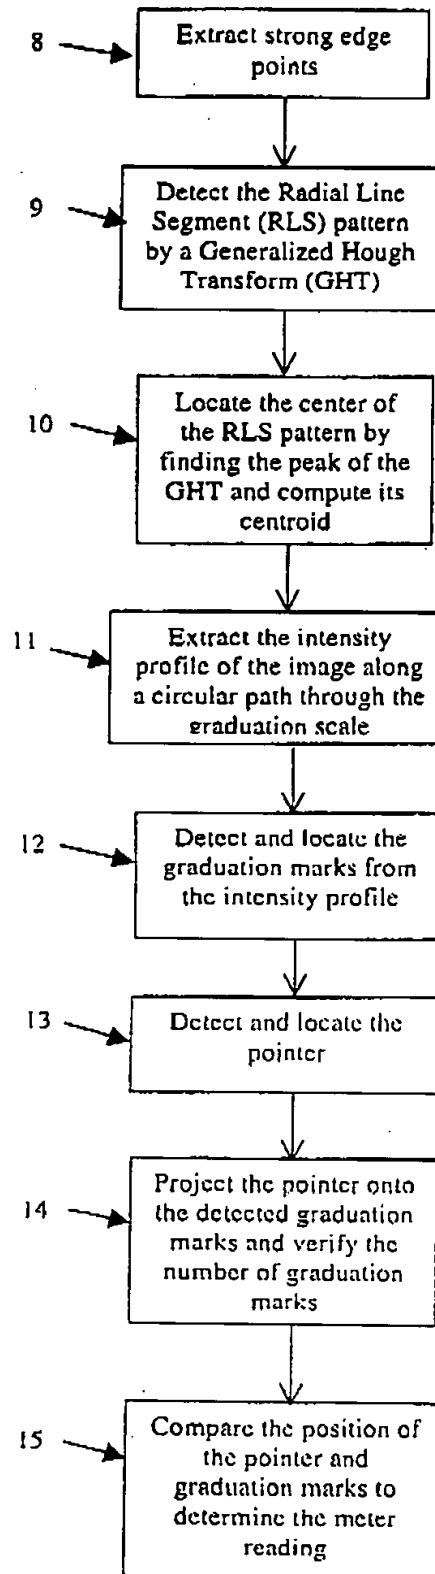 8
Extract strong edge
points
9
Detect the Radial Line
Segment (RLS) pattern
by a Generalized Hough
Transform (GHT)
10
Locate the center of
the RLS pattern by
finding the peak of the
GHT and compute its
centroid
11
Extract the intensity
profile of the image along
a circular path through the
graduation scale
12
Detect and locate the
graduation marks from
the intensity profile
13
Detect and locate the
pointer
14
Project the pointer onto
the detected graduation
marks and verify the
number of graduation
marks
15
Compare the position of
the pointer and
graduation marks to
determine the meter
reading